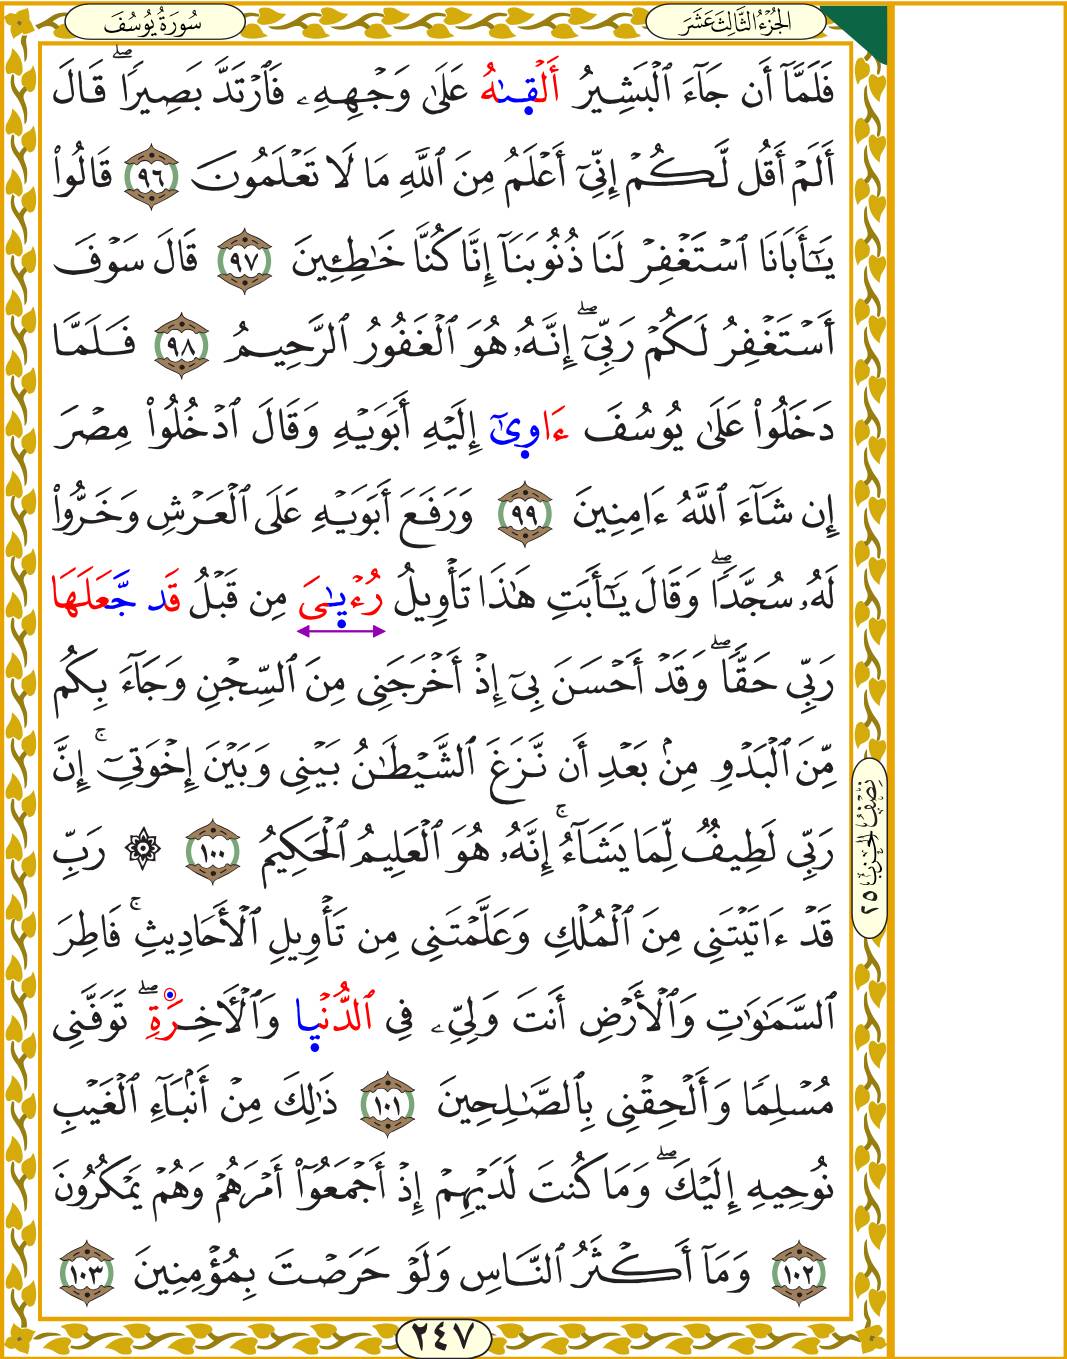 سُورَةُ يُوسُفَ
الجُزْءُ الثَّالِثَ عَشَرَ
فَلَمَّآ أَن جَآءَ ٱلْبَشِيرُ أَلْقىٰهُ عَلَىٰ وَجْهِهِۦ فَٱرْتَدَّ بَصِيرًاۖ قَالَ
أَلَمْ أَقُل لَّكُمْ إِنِّىٓ أَعْلَمُ مِنَ ٱللَّهِ مَا لَا تَعْلَمُونَ ٩٦ قَالُوا۟
يَٰٓأَبَانَا ٱسْتَغْفِرْ لَنَا ذُنُوبَنَآ إِنَّا كُنَّا خَٰطِـِٔينَ ٩٧ قَالَ سَوْفَ
أَسْتَغْفِرُ لَكُمْ رَبِّىٓۖ إِنَّهُۥ هُوَ ٱلْغَفُورُ ٱلرَّحِيمُ ٩٨ فَلَمَّا
دَخَلُوا۟ عَلَىٰ يُوسُفَ ءَاوىٰٓ إِلَيْهِ أَبَوَيْهِ وَقَالَ ٱدْخُلُوا۟ مِصْرَ
إِن شَآءَ ٱللَّهُ ءَامِنِينَ ٩٩ وَرَفَعَ أَبَوَيْهِ عَلَى ٱلْعَرْشِ وَخَرُّوا۟
لَهُۥ سُجَّدًاۖ وَقَالَ يَٰٓأَبَتِ هَٰذَا تَأْوِيلُ رُءْيٰىَ مِن قَبْلُ قَد جَّعَلَهَا
رَبِّى حَقًّاۖ وَقَدْ أَحْسَنَ بِىٓ إِذْ أَخْرَجَنِى مِنَ ٱلسِّجْنِ وَجَآءَ بِكُم
مِّنَ ٱلْبَدْوِ مِنۢ بَعْدِ أَن نَّزَغَ ٱلشَّيْطَٰنُ بَيْنِى وَبَيْنَ إِخْوَتِىٓۚ إِنَّ
رَبِّى لَطِيفٌ لِّمَا يَشَآءُۚ إِنَّهُۥ هُوَ ٱلْعَلِيمُ ٱلْحَكِيمُ ١٠٠ ۞ رَبِّ
قَدْ ءَاتَيْتَنِى مِنَ ٱلْمُلْكِ وَعَلَّمْتَنِى مِن تَأْوِيلِ ٱلْأَحَادِيثِۚ فَاطِرَ
ٱلسَّمَٰوَٰتِ وَٱلْأَرْضِ أَنتَ وَلِىِّۦ فِى ٱلدُّنْيا وَٱلْـَٔاخِرَةِۖ تَوَفَّنِى
مُسْلِمًا وَأَلْحِقْنِى بِٱلصَّٰلِحِينَ ١٠١ ذَٰلِكَ مِنْ أَنۢبَآءِ ٱلْغَيْبِ
نُوحِيهِ إِلَيْكَۖ وَمَا كُنتَ لَدَيْهِمْ إِذْ أَجْمَعُوٓا۟ أَمْرَهُمْ وَهُمْ يَمْكُرُونَ
١٠٢ وَمَآ أَكْثَرُ ٱلنَّاسِ وَلَوْ حَرَصْتَ بِمُؤْمِنِينَ ١٠٣
نِصْفُ الحِزْبِ ٢٥
٢٤٧